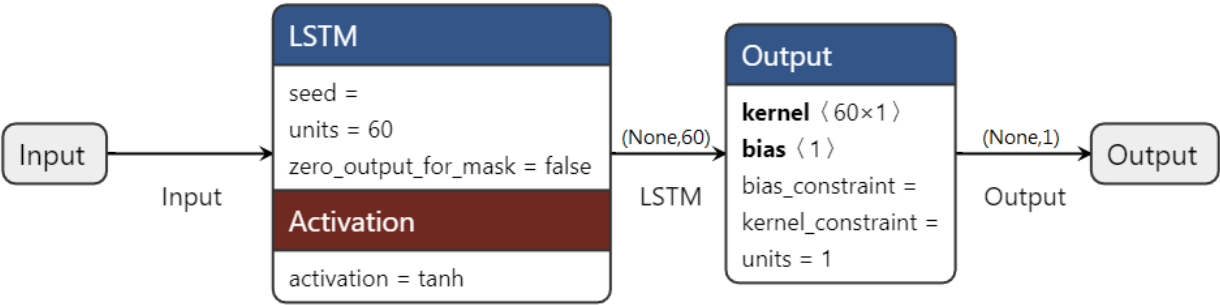 Input
Input
LSTM
seed =
units = 60
zero_output_for_mask = false
Activation
activation = tanh
(None,60)
LSTM
Output
kernel 〈60×1〉
bias 〈1〉
bias_constraint =
kernel_constraint =
units = 1
(None,1)
Output
Output